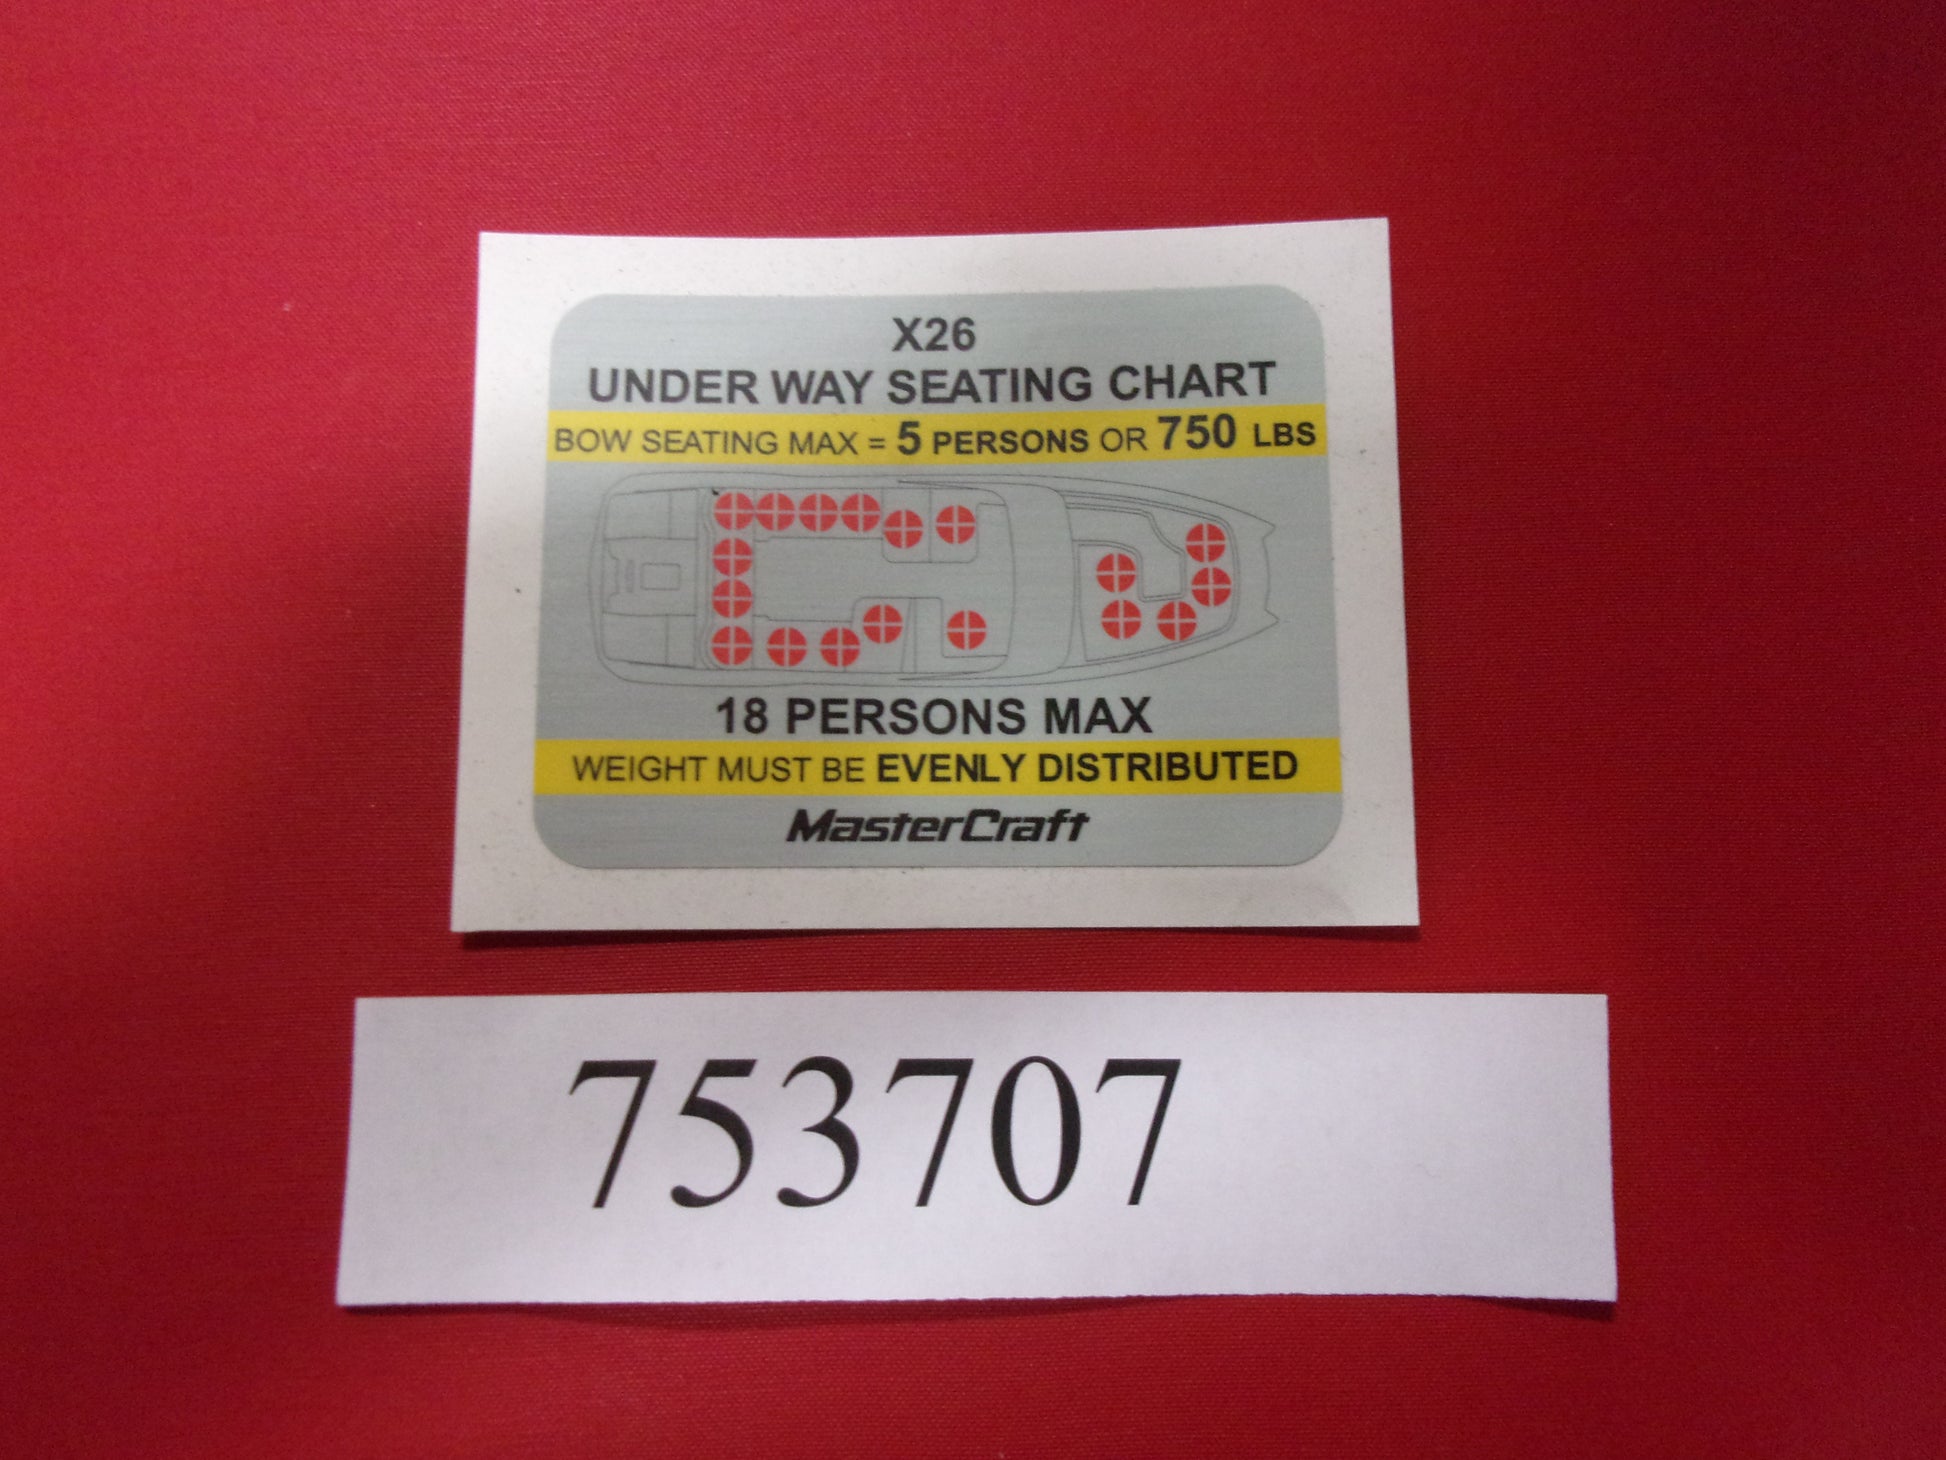 X26
UNDER WAY SEATING CHART
BOW SEATING MAX = 5 PERSONS OR 750 LBS
18 PERSONS MAX
WEIGHT MUST BE EVENLY DISTRIBUTED
MasterCraft
753707